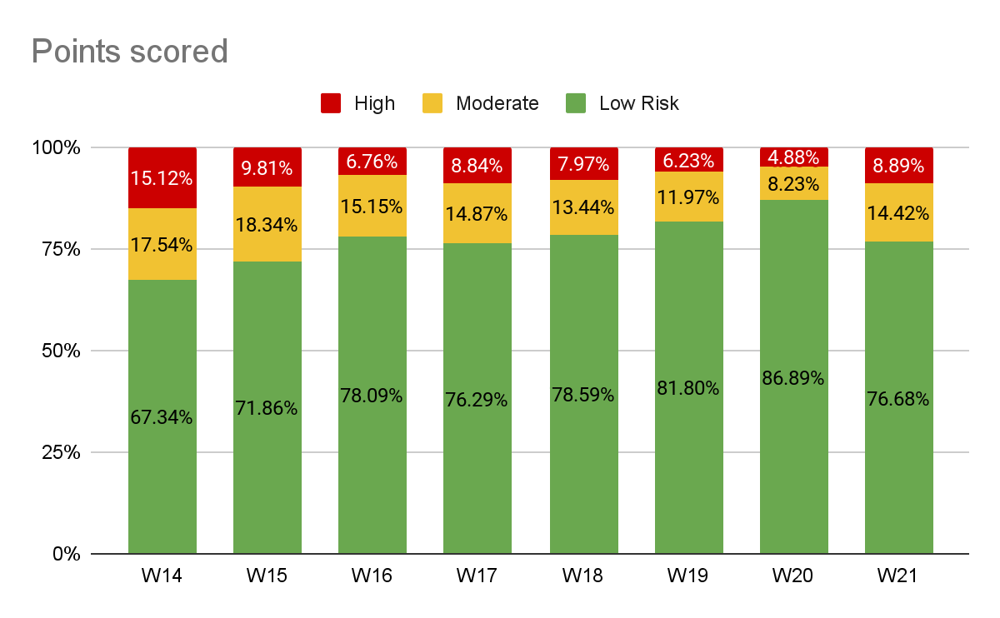 Points scored
High Moderate Low Risk
100%
15.12% 9.81% 6.76% 8.84% 7.97% 6.23% 4.88% 8.89%
17.54% 18.34% 15.15% 14.87% 13.44% 11.97% 8.23% 14.42%
75%
50%
67.34% 71.86% 78.09% 76.29% 78.59% 81.80% 86.89% 76.68%
25%
0%
W14 W15 W16 W17 W18 W19 W20 W21